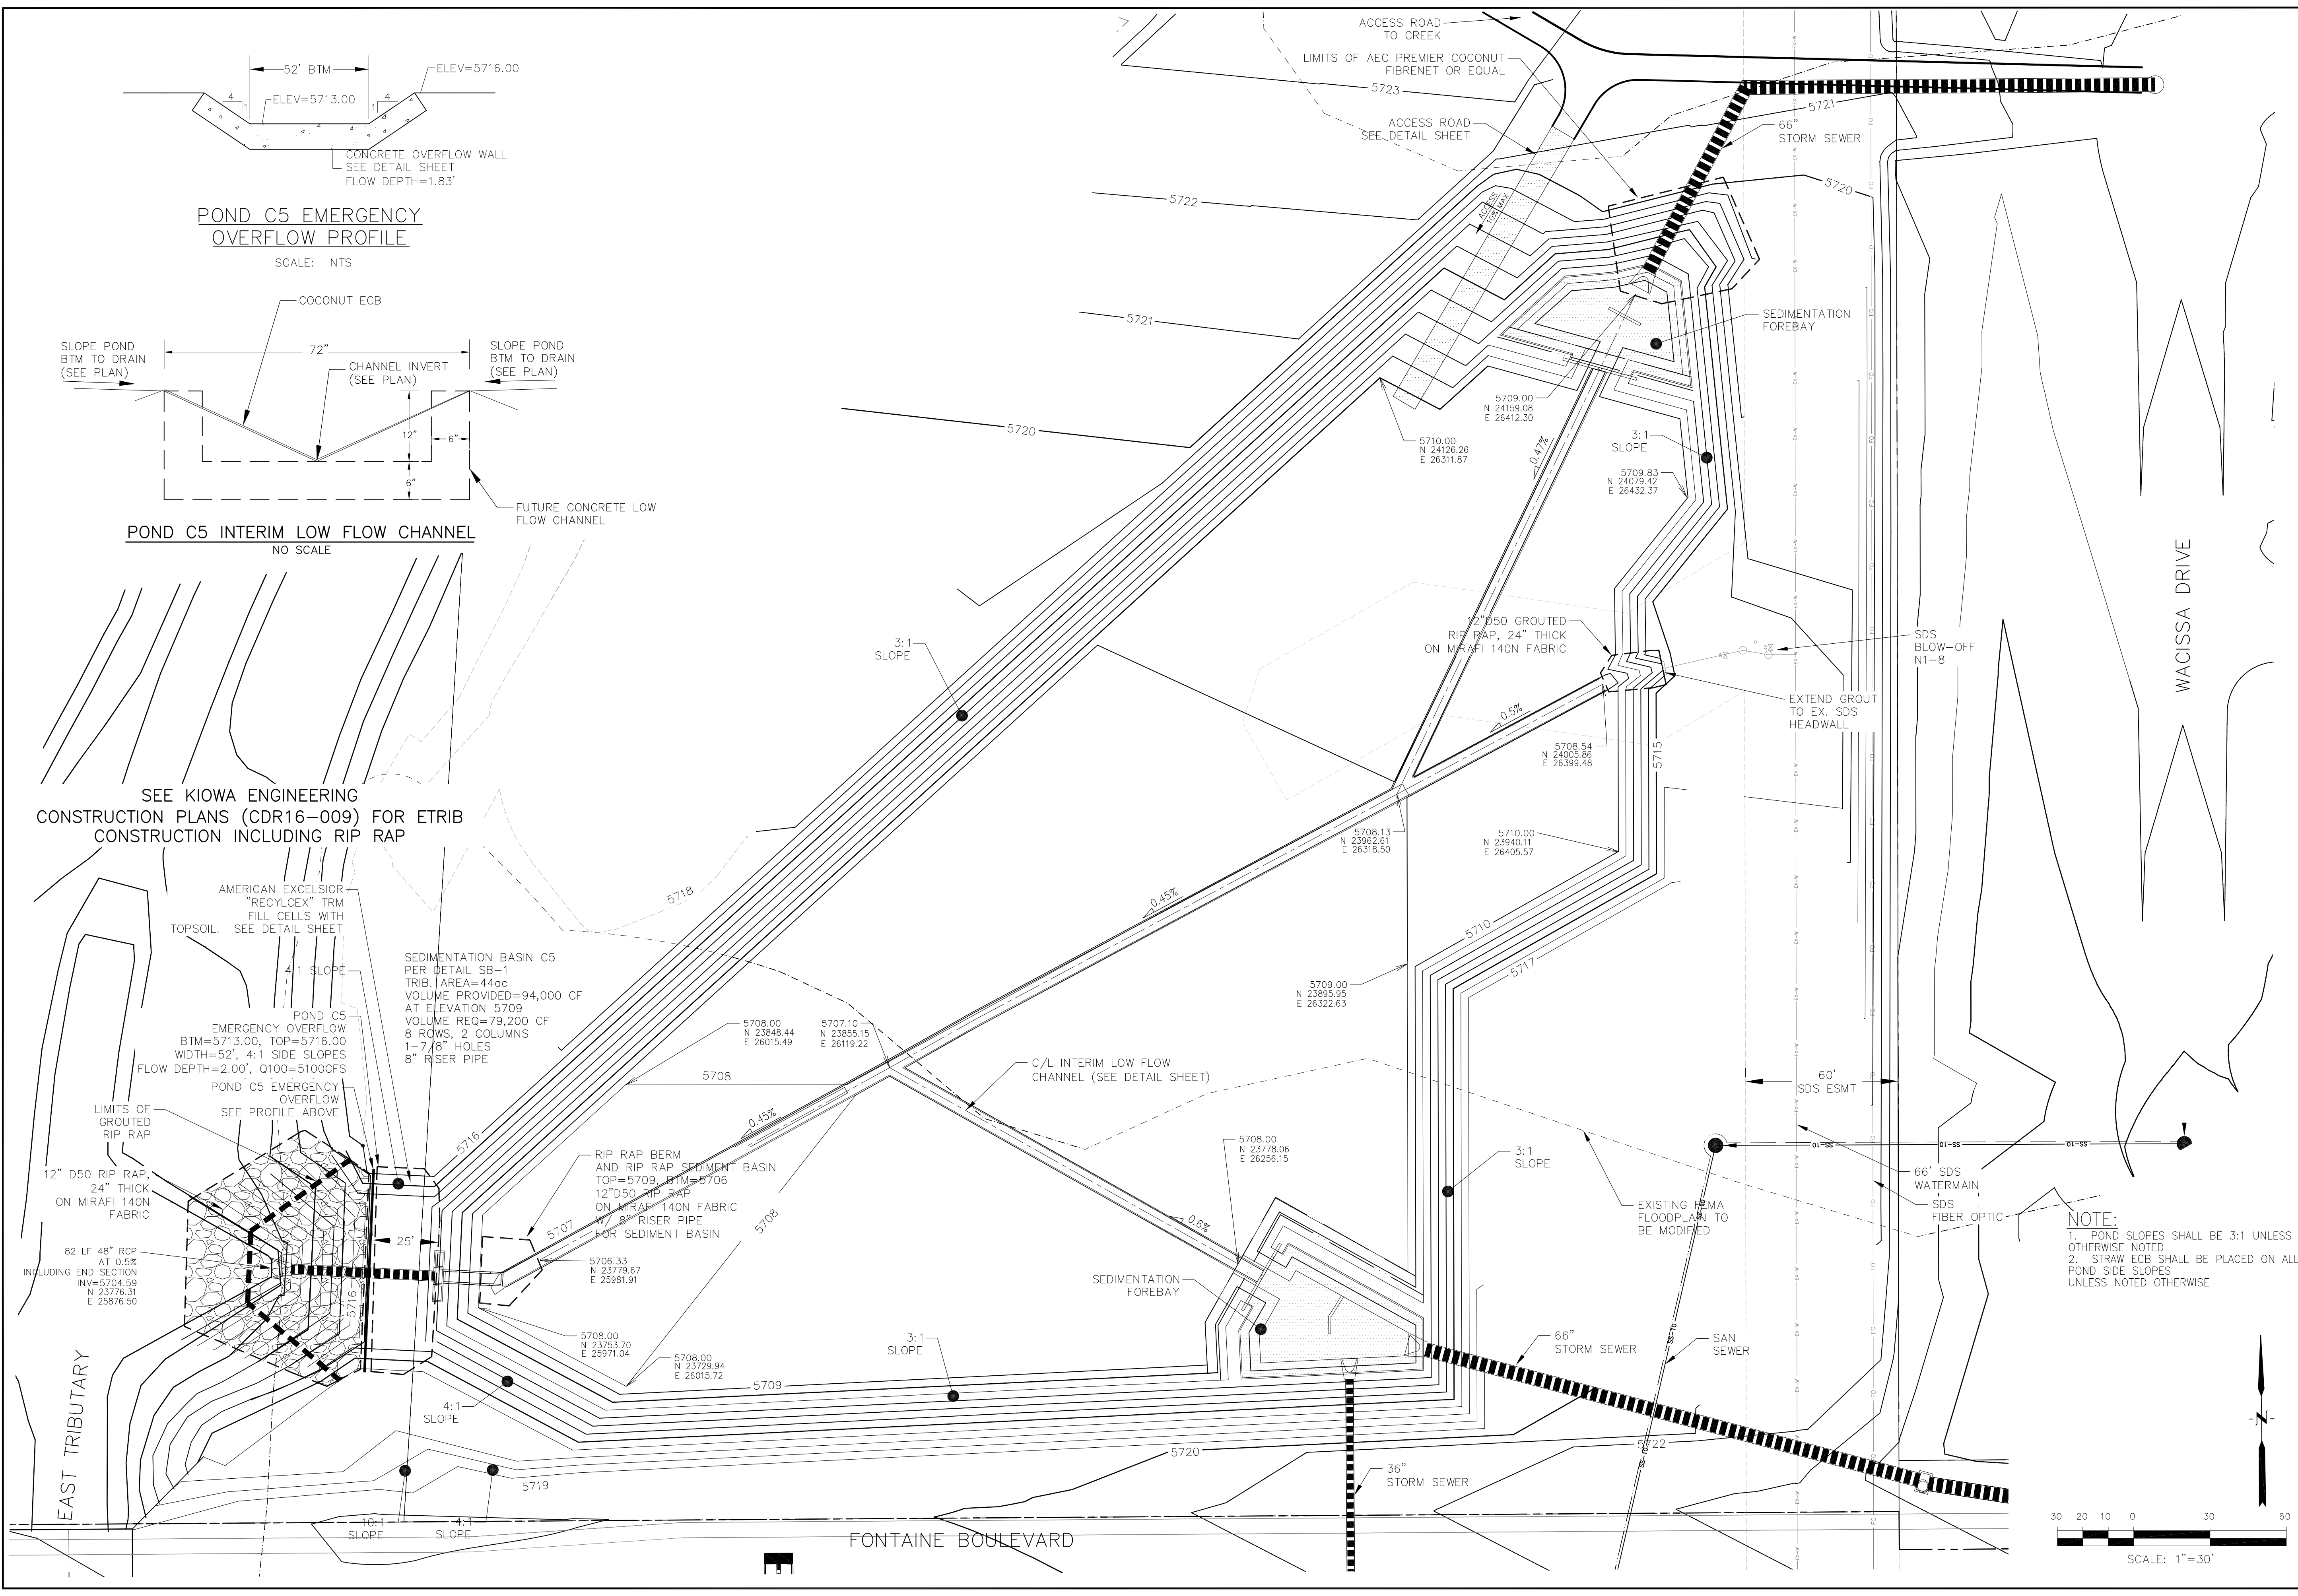 52' BTM
ELEV=5716.00
4
1
ELEV=5713.00
4
1
CONCRETE OVERFLOW WALL
SEE DETAIL SHEET
FLOW DEPTH=1.83'
POND C5 EMERGENCY
OVERFLOW PROFILE
SCALE: NTS
COCONUT ECB
SLOPE POND
BTM TO DRAIN
(SEE PLAN)
72"
SLOPE POND
BTM TO DRAIN
(SEE PLAN)
CHANNEL INVERT
(SEE PLAN)
12"
6"
6"
FUTURE CONCRETE LOW
FLOW CHANNEL
POND C5 INTERIM LOW FLOW CHANNEL
NO SCALE
SEE KIOWA ENGINEERING
CONSTRUCTION PLANS (CDR16-009) FOR ETRIB
CONSTRUCTION INCLUDING RIP RAP
AMERICAN EXCELSIOR
"RECYLCEX" TRM
FILL CELLS WITH
TOPSOIL. SEE DETAIL SHEET
4:1 SLOPE
POND C5
EMERGENCY OVERFLOW
BTM=5713.00, TOP=5716.00
WIDTH=52', 4:1 SIDE SLOPES
FLOW DEPTH=2.00', Q100=5100CFS
POND C5 EMERGENCY
OVERFLOW
SEE PROFILE ABOVE
LIMITS OF
GROUTED
RIP RAP
12" D50 RIP RAP,
24" THICK
ON MIRAFI 140N
FABRIC
82 LF 48" RCP
AT 0.5%
INCLUDING END SECTION
INV=5704.59
N 23776.31
E 25876.50
EAST TRIBUTARY
SEDIMENTATION BASIN C5
PER DETAIL SB-1
TRIB. AREA=44ac
VOLUME PROVIDED=94,000 CF
AT ELEVATION 5709
VOLUME REQ=79,200 CF
8 ROWS, 2 COLUMNS
1-7/8" HOLES
8" RISER PIPE
5716
5716
25'
RIP RAP BERM
AND RIP RAP SEDIMENT BASIN
TOP=5709, BTM=5706
12"D50 RIP RAP
ON MIRAFI 140N FABRIC
W/ 8" RISER PIPE
FOR SEDIMENT BASIN
5707
5706.33
N 23779.67
E 25981.91
5708.00
N 23753.70
E 25971.04
5708.00
N 23729.94
E 26015.72
4:1
SLOPE
10:1
SLOPE
4:1
SLOPE
5719
5709
3:1
SLOPE
5720
FONTAINE BOULEVARD
5718
5708.00
N 23848.44
E 26015.49
5707.10
N 23855.15
E 26119.22
5708
0.45%
5708
C/L INTERIM LOW FLOW
CHANNEL (SEE DETAIL SHEET)
0.6%
5708.00
N 23778.06
E 26256.15
SEDIMENTATION
FOREBAY
3:1
SLOPE
66"
STORM SEWER
36"
STORM SEWER
SAN
SEWER
5722
3:1
SLOPE
0.45%
5708.13
N 23962.61
E 26318.50
5710.00
N 23940.11
E 26405.57
5710
5717
5709.00
N 23895.95
E 26322.63
0.5%
5708.54
N 24005.86
E 26399.48
5715
12"D50 GROUTED
RIP RAP, 24" THICK
ON MIRAFI 140N FABRIC
SDS
BLOW-OFF
N1-8
EXTEND GROUT
TO EX. SDS
HEADWALL
0.47%
5709.00
N 24159.08
E 26412.30
5710.00
N 24126.26
E 26311.87
3:1
SLOPE
5709.83
N 24079.42
E 26432.37
SEDIMENTATION
FOREBAY
ACCESS ROAD
TO CREEK
LIMITS OF AEC PREMIER COCONUT
FIBRENET OR EQUAL
5723
ACCESS ROAD
SEE DETAIL SHEET
ACCESS
10% MAX
5721
66"
STORM SEWER
5720
5722
5721
5720
60'
SDS ESMT
SS-10
SS-10
SS-10
SS-10
SS-10
SS-10
66' SDS
WATERMAIN
SDS
FIBER OPTIC
EXISTING FEMA
FLOODPLAIN TO
BE MODIFIED
WACISSA DRIVE
NOTE:
1. POND SLOPES SHALL BE 3:1 UNLESS
OTHERWISE NOTED
2. STRAW ECB SHALL BE PLACED ON ALL
POND SIDE SLOPES
UNLESS NOTED OTHERWISE
N
30 20 10 0 30 60
SCALE: 1"=30'